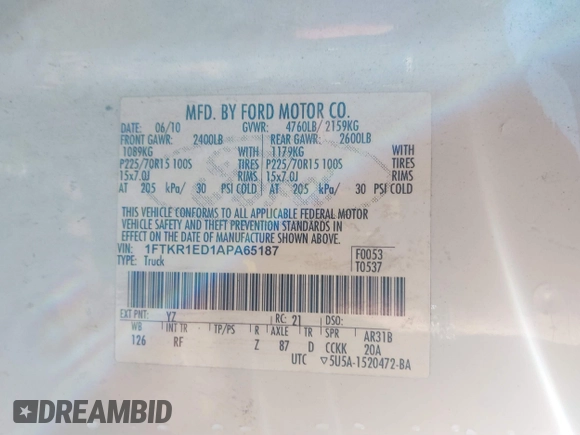 MFD. BY FORD MOTOR CO.
DATE: 06/10 GVWR: 4760LB/ 2159KG
FRONT GAWR: 2400LB REAR GAWR: 2600LB
1089KG WITH 1179KG WITH
P225/70R15 100S TIRES P225/70R15 100S TIRES
15x7.0J RIMS 15x7.0J RIMS
AT 205 kPa/ 30 PSI COLD AT 205 kPa/ 30 PSI COLD
THIS VEHICLE CONFORMS TO ALL APPLICABLE FEDERAL MOTOR
VEHICLE SAFETY AND THEFT PREVENTION STANDARDS IN
EFFECT ON THE DATE OF MANUFACTURE SHOWN ABOVE.
VIN: 1FTKR1ED1APA65187 F0053
TYPE: Truck T0537
EXT PNT: YZ RC: 21 DSO:
WB INT TR TP/PS R AXLE TR SPR AR31B
126 RF Z 87 D CCKK 20A
UTC ▽5U5A-1520472-BA
DREAMBID